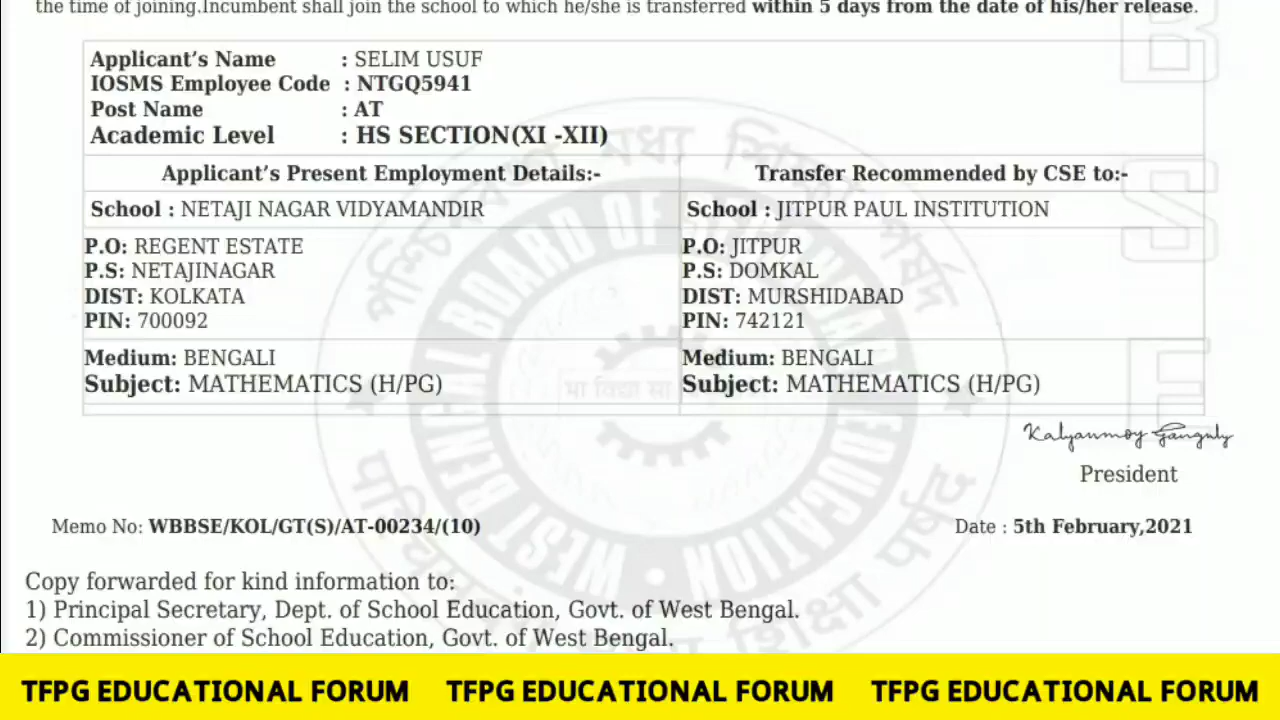 the time of joining.Incumbent shall join the school to which he/she is transferred within 5 days from the date of his/her release.
Applicant's Name : SELIM USUF
IOSMS Employee Code : NTGQ5941
Post Name : AT
Academic Level : HS SECTION(XI -XII)
Applicant's Present Employment Details:- Transfer Recommended by CSE to:-
School : NETAJI NAGAR VIDYAMANDIR School : JITPUR PAUL INSTITUTION
P.O: REGENT ESTATE P.O: JITPUR
P.S: NETAJINAGAR P.S: DOMKAL
DIST: KOLKATA DIST: MURSHIDABAD
PIN: 700092 PIN: 742121
Medium: BENGALI Medium: BENGALI
Subject: MATHEMATICS (H/PG) Subject: MATHEMATICS (H/PG)
Kalyanmoy Ganguly
President
Memo No: WBBSE/KOL/GT(S)/AT-00234/(10) Date : 5th February,2021
Copy forwarded for kind information to:
1) Principal Secretary, Dept. of School Education, Govt. of West Bengal.
2) Commissioner of School Education, Govt. of West Bengal.
WEST BENGAL BOARD OF EDUCATION
B
S
E
TFPG EDUCATIONAL FORUM TFPG EDUCATIONAL FORUM TFPG EDUCATIONAL FORUM